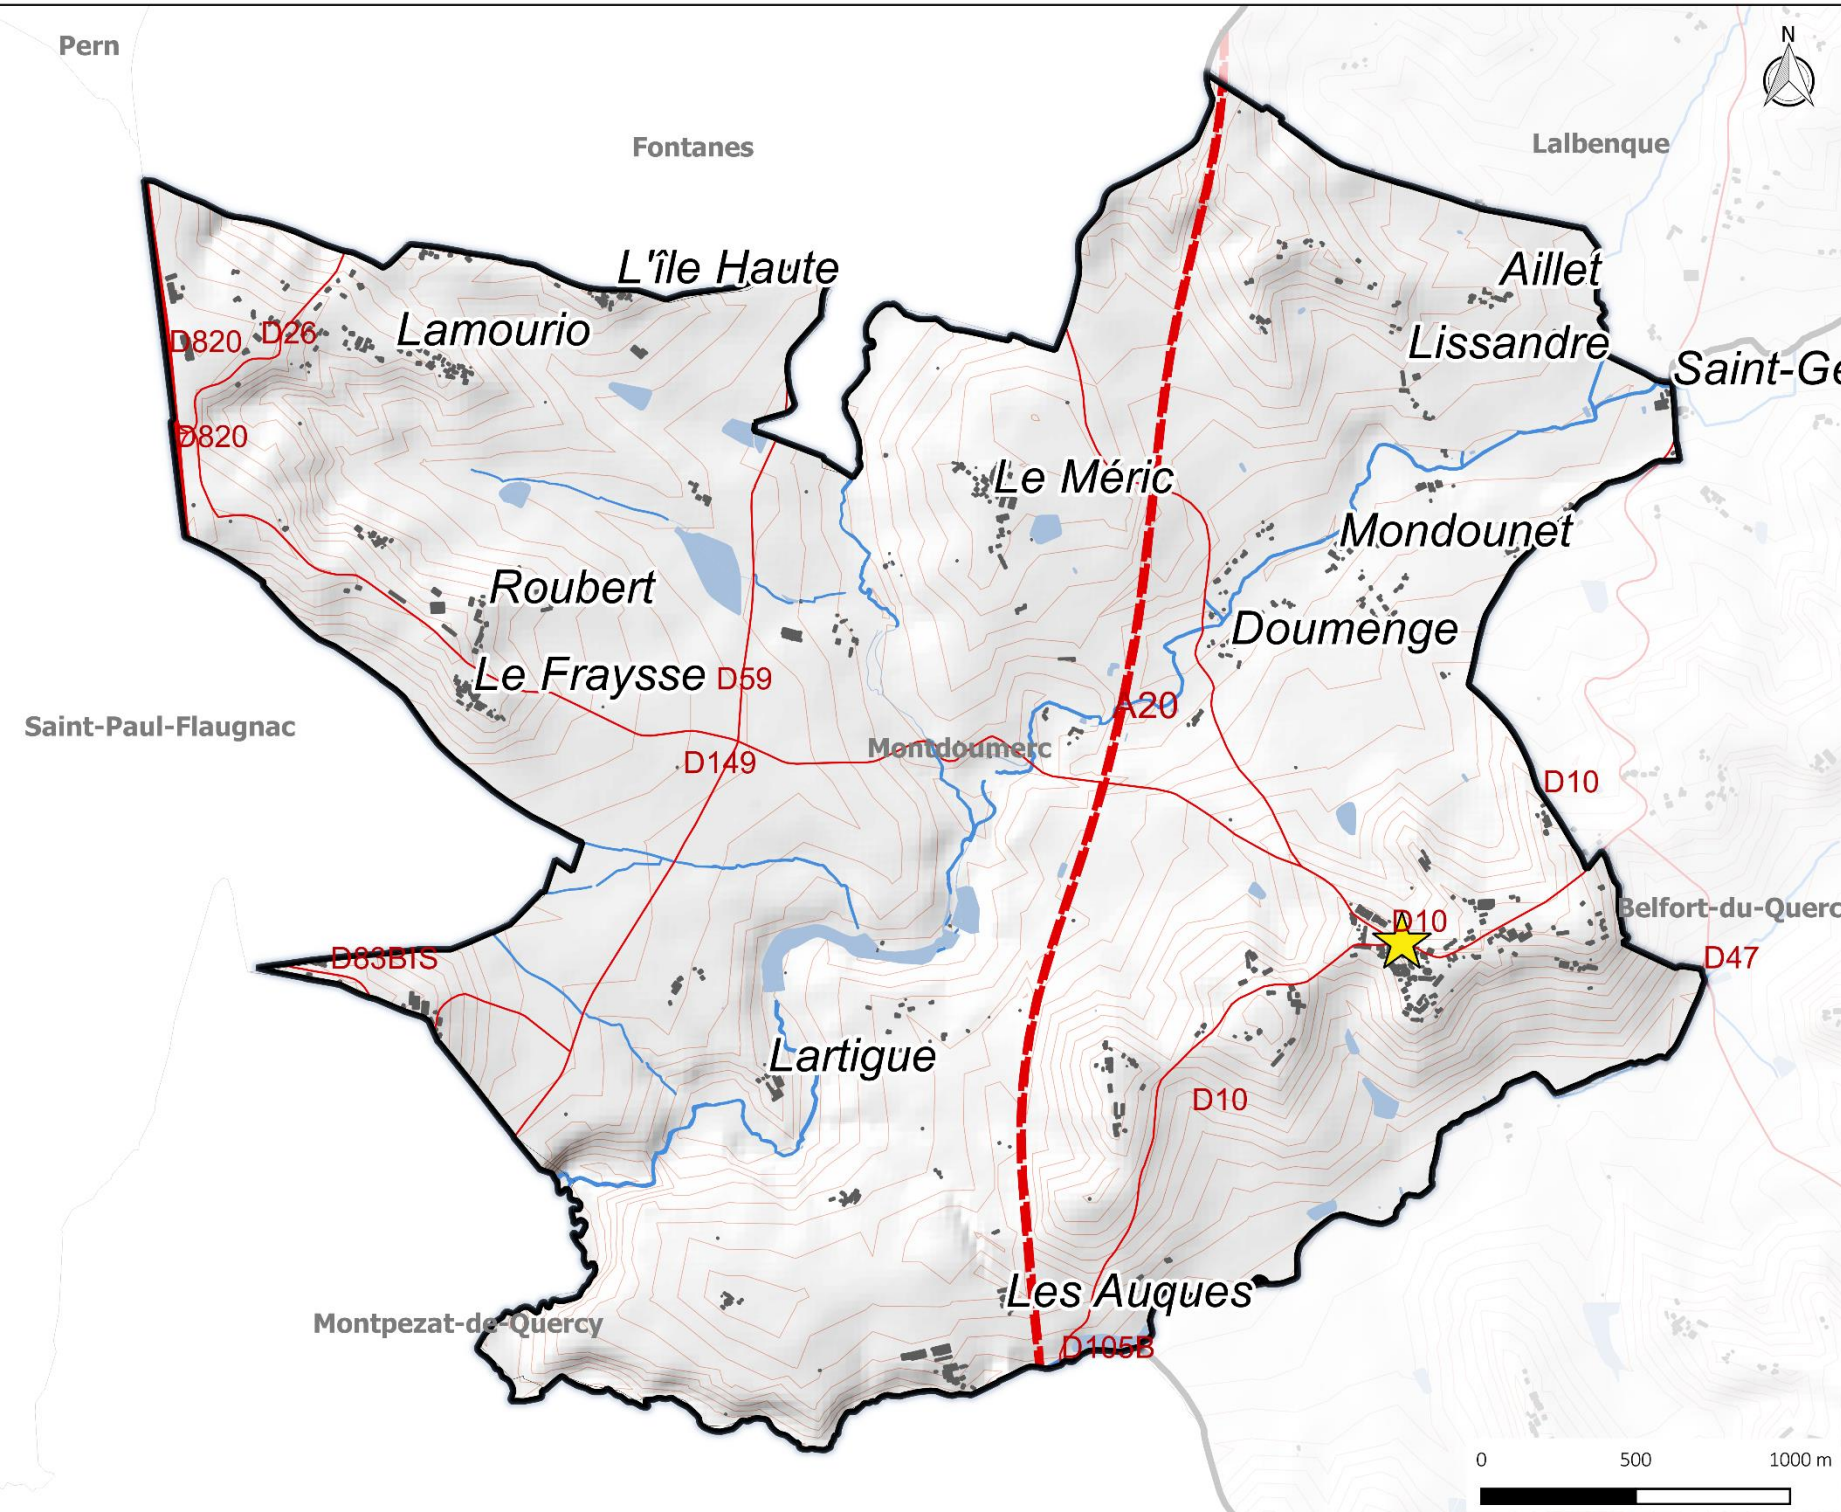 Pern
N
Fontanes
Lalbenque
L'île Haute
Aillet
Lamourio
D820
D26
Lissandre
Saint-Ge
D820
Le Méric
Mondounet
Roubert
Doumenge
Le Fraysse
D59
A20
Saint-Paul-Flaugnac
Montdoumerc
D149
D10
D10
Belfort-du-Querc
D83BIS
D47
Lartigue
D10
Les Auques
Montpezat-de-Quercy
D105B
0 500 1000 m